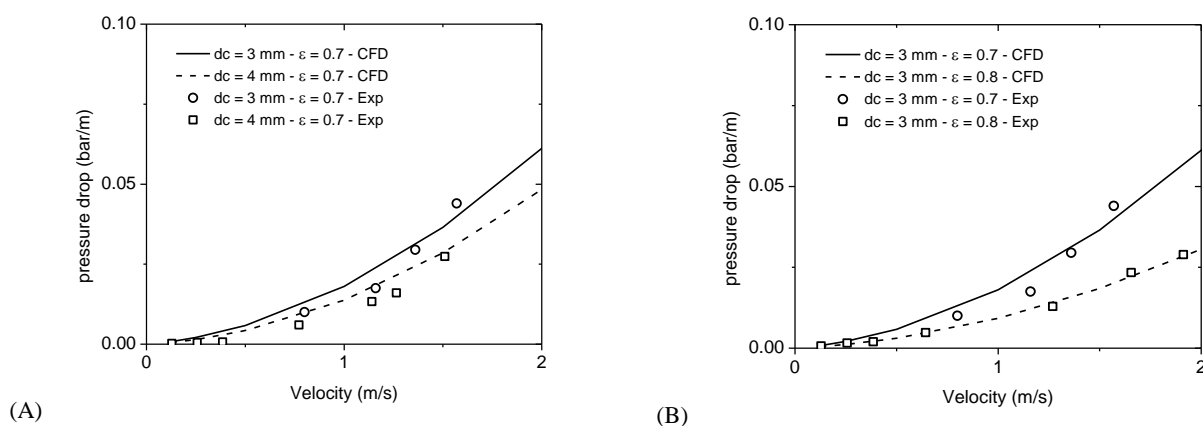 0.10
dc = 3 mm - ε = 0.7 - CFD
dc = 4 mm - ε = 0.7 - CFD
dc = 3 mm - ε = 0.7 - Exp
dc = 4 mm - ε = 0.7 - Exp
0.05
pressure drop (bar/m)
0.00
0
1
2
Velocity (m/s)
(A)
0.10
dc = 3 mm - ε = 0.7 - CFD
dc = 3 mm - ε = 0.8 - CFD
dc = 3 mm - ε = 0.7 - Exp
dc = 3 mm - ε = 0.8 - Exp
0.05
pressure drop (bar/m)
0.00
0
1
2
Velocity (m/s)
(B)